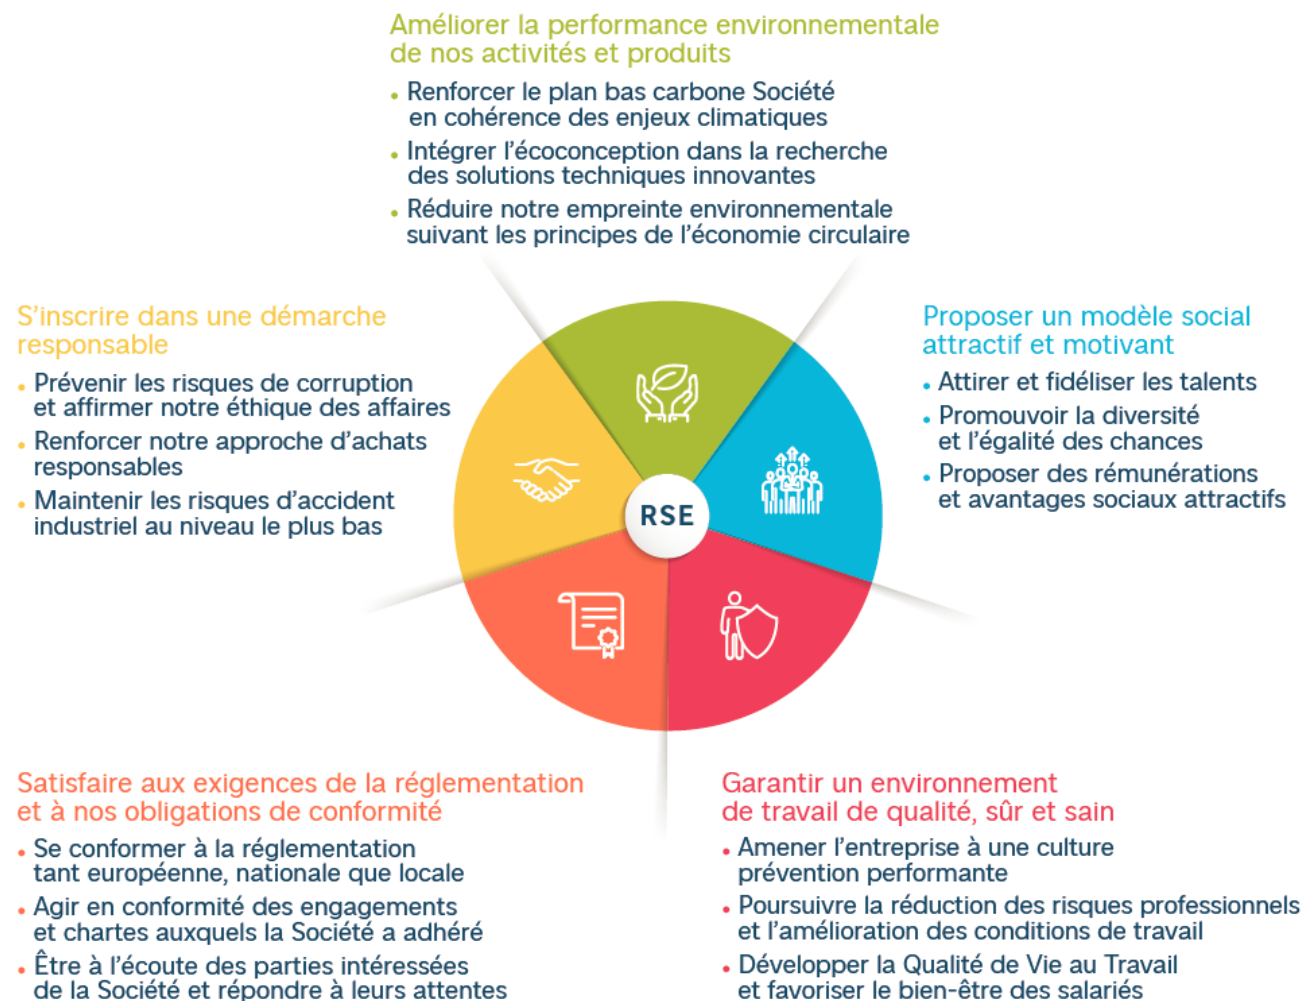 Améliorer la performance environnementale
de nos activités et produits
• Renforcer le plan bas carbone Société
en cohérence des enjeux climatiques
• Intégrer l'écoconception dans la recherche
des solutions techniques innovantes
• Réduire notre empreinte environnementale
suivant les principes de l'économie circulaire
S'inscrire dans une démarche
responsable
• Prévenir les risques de corruption
et affirmer notre éthique des affaires
• Renforcer notre approche d'achats
responsables
• Maintenir les risques d'accident
industriel au niveau le plus bas
Proposer un modèle social
attractif et motivant
• Attirer et fidéliser les talents
• Promouvoir la diversité
et l'égalité des chances
• Proposer des rémunérations
et avantages sociaux attractifs
RSE
Satisfaire aux exigences de la réglementation
et à nos obligations de conformité
• Se conformer à la réglementation
tant européenne, nationale que locale
• Agir en conformité des engagements
et chartes auxquels la Société a adhéré
• Être à l'écoute des parties intéressées
de la Société et répondre à leurs attentes
Garantir un environnement
de travail de qualité, sûr et sain
• Amener l'entreprise à une culture
prévention performante
• Poursuivre la réduction des risques professionnels
et l'amélioration des conditions de travail
• Développer la Qualité de Vie au Travail
et favoriser le bien-être des salariés